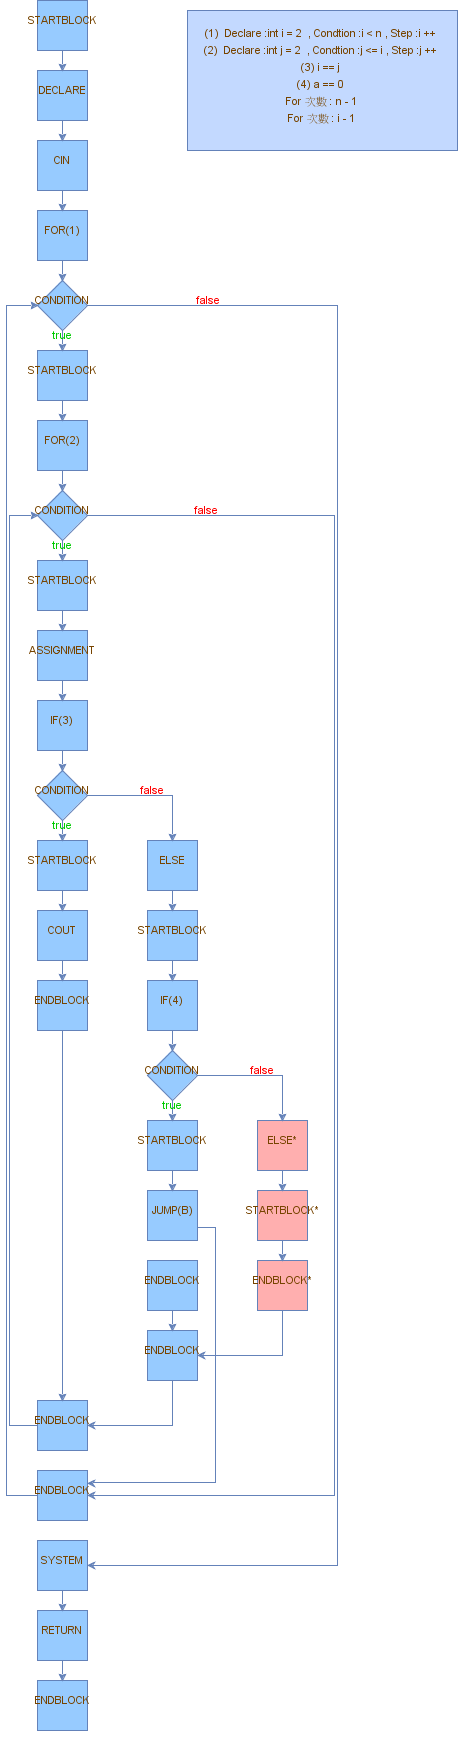 STARTBLOCK
(1) Declare :int i = 2 , Condtion :i < n , Step :i ++
(2) Declare :int j = 2 , Condtion :j <= i , Step :j ++
(3) i == j
(4) a == 0
For 次數 : n - 1
For 次數 : i - 1
DECLARE
CIN
FOR(1)
CONDITION
false
true
STARTBLOCK
FOR(2)
CONDITION
false
true
STARTBLOCK
ASSIGNMENT
IF(3)
CONDITION
false
true
STARTBLOCK
ELSE
COUT
STARTBLOCK
ENDBLOCK
IF(4)
CONDITION
false
true
STARTBLOCK
ELSE*
JUMP(B)
STARTBLOCK*
ENDBLOCK
ENDBLOCK*
ENDBLOCK
ENDBLOCK
ENDBLOCK
SYSTEM
RETURN
ENDBLOCK